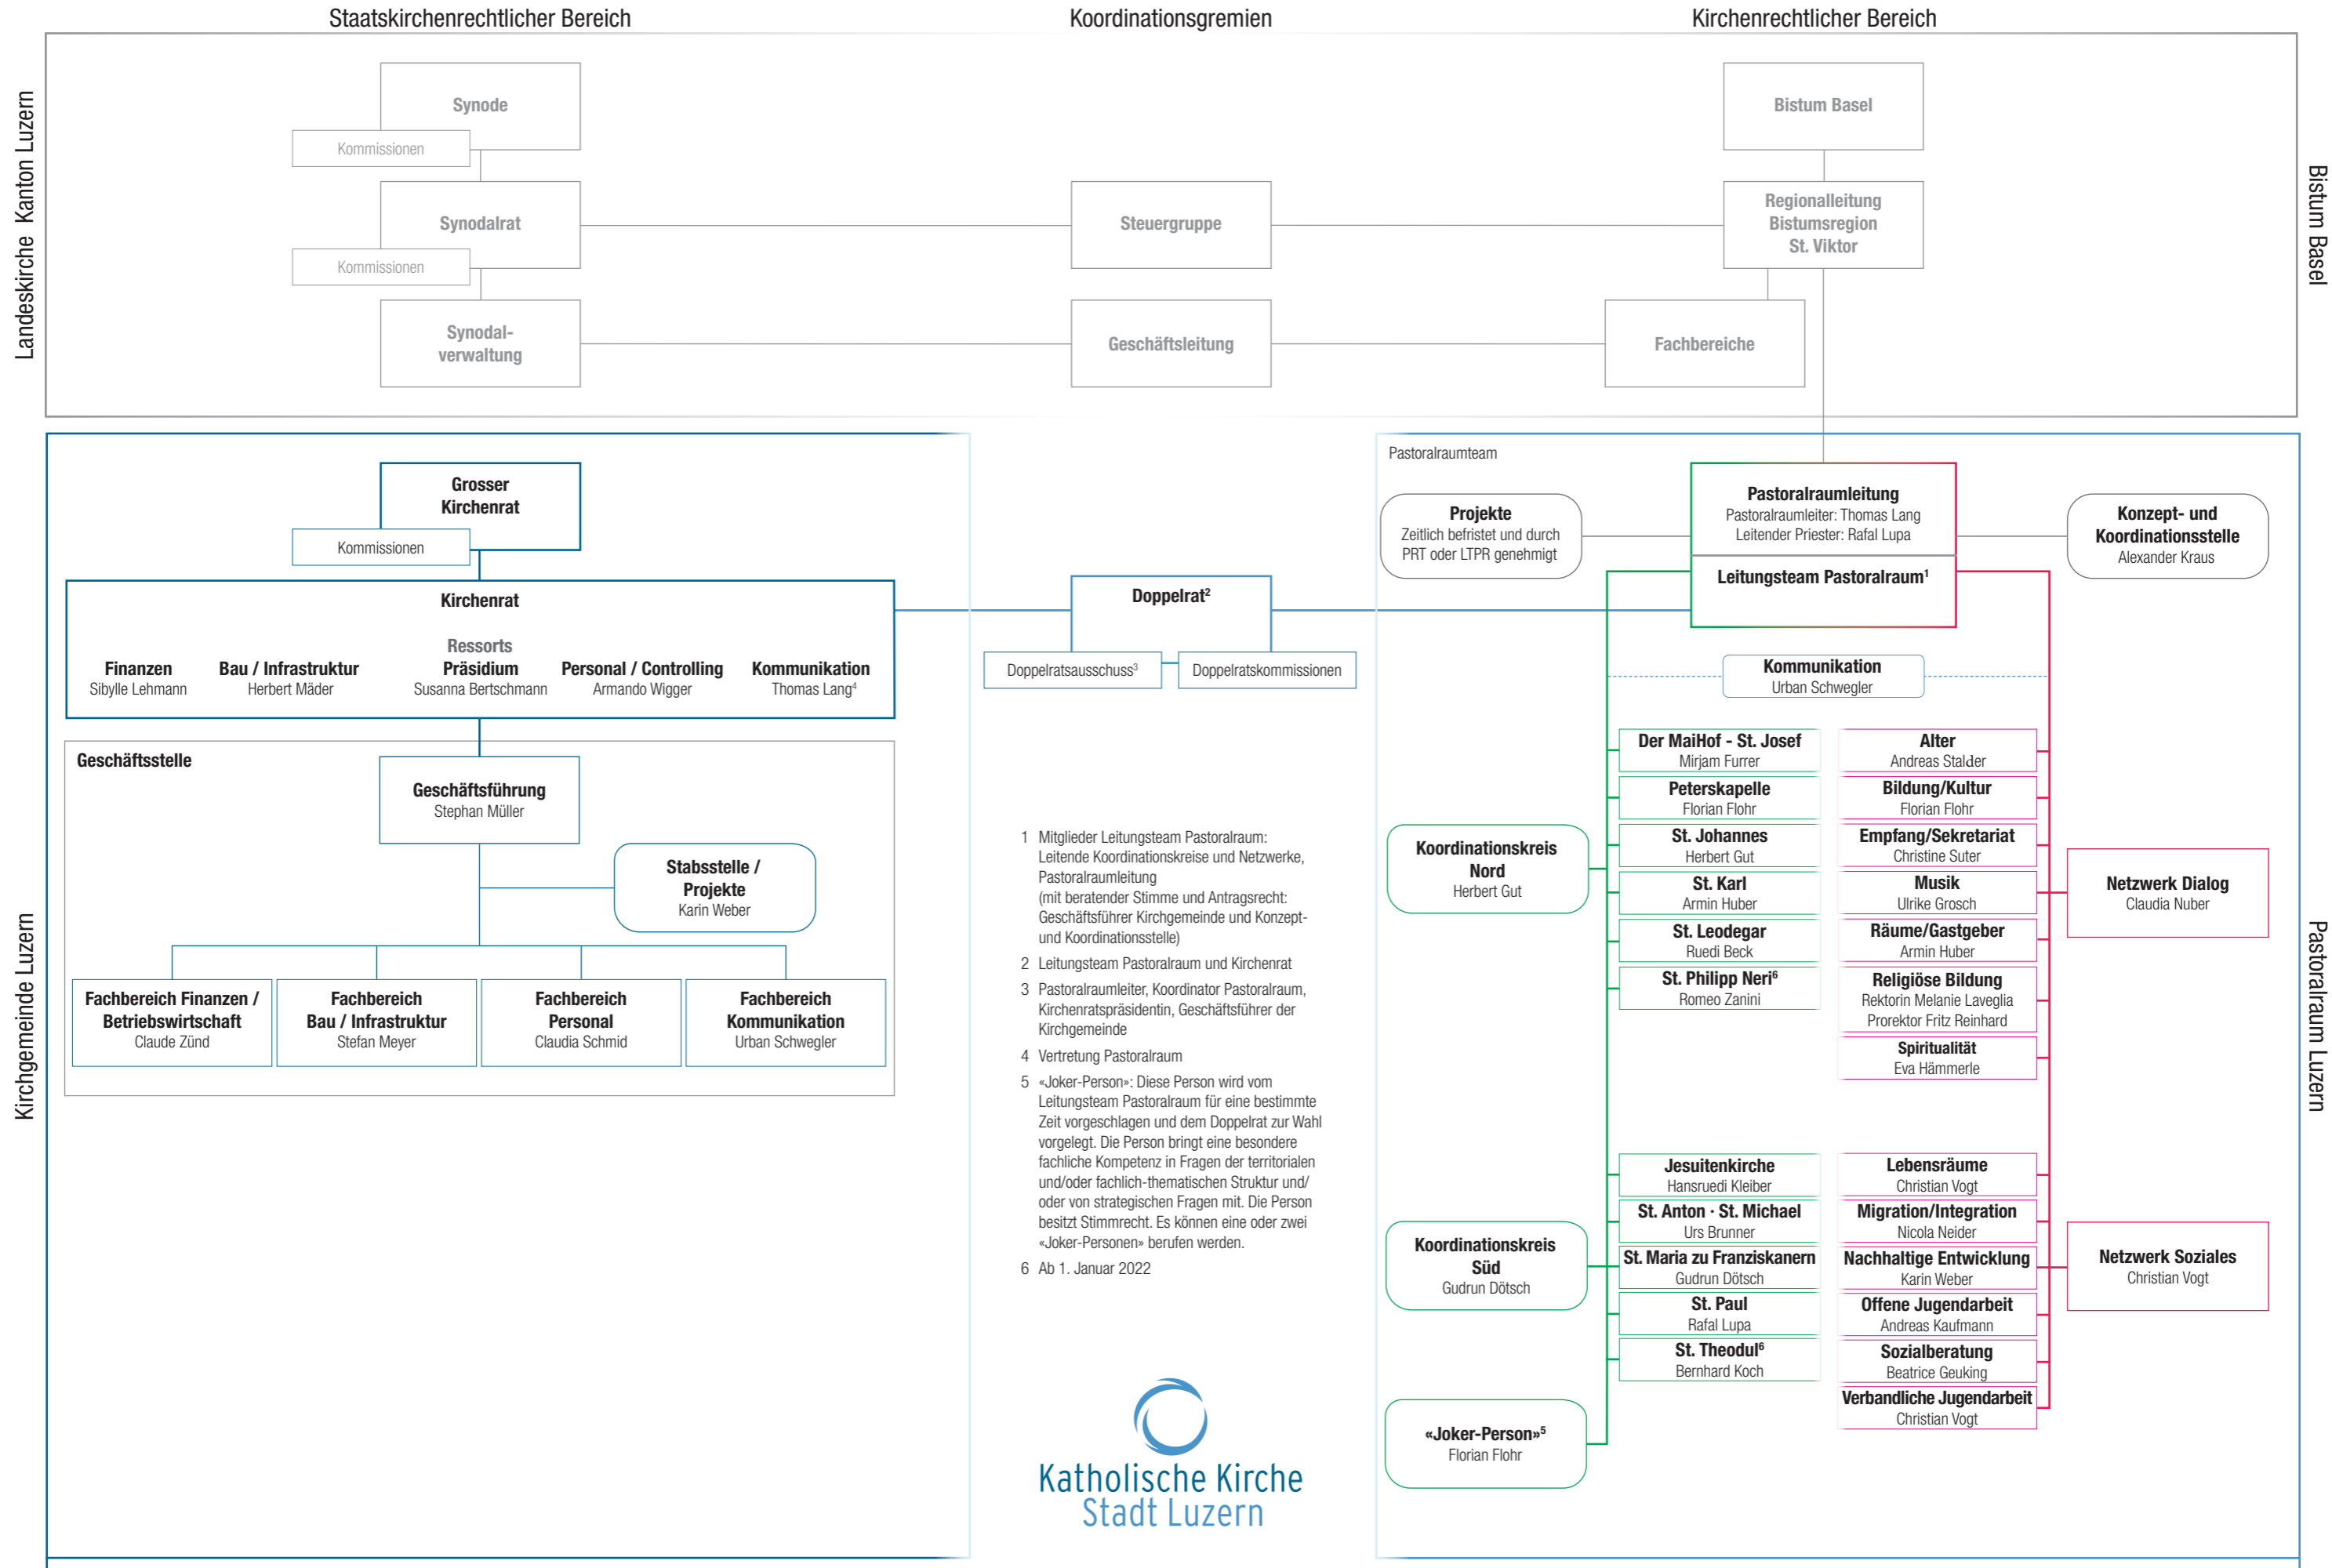 Staatskirchenrechtlicher Bereich
Koordinationsgremien
Kirchenrechtlicher Bereich
Landeskirche Kanton Luzern
Bistum Basel
Synode
Kommissionen
Synodalrat
Kommissionen
Synodal-
verwaltung
Steuergruppe
Geschäftsleitung
Bistum Basel
Regionalleitung
Bistumsregion
St. Viktor
Fachbereiche
Kirchgemeinde Luzern
Grosser
Kirchenrat
Kommissionen
Kirchenrat
Ressorts
Finanzen
Sibylle Lehmann
Bau / Infrastruktur
Herbert Mäder
Präsidium
Susanna Bertschmann
Personal / Controlling
Armando Wigger
Kommunikation
Thomas Lang⁴
Geschäftsstelle
Geschäftsführung
Stephan Müller
Stabsstelle /
Projekte
Karin Weber
Fachbereich Finanzen /
Betriebswirtschaft
Claude Zünd
Fachbereich
Bau / Infrastruktur
Stefan Meyer
Fachbereich
Personal
Claudia Schmid
Fachbereich
Kommunikation
Urban Schwegler
Doppelrat²
Doppelratsausschuss³
Doppelratskommissionen
1 Mitglieder Leitungsteam Pastoralraum:
Leitende Koordinationskreise und Netzwerke,
Pastoralraumleitung
(mit beratender Stimme und Antragsrecht:
Geschäftsführer Kirchgemeinde und Konzept-
und Koordinationsstelle)
2 Leitungsteam Pastoralraum und Kirchenrat
3 Pastoralraumleiter, Koordinator Pastoralraum,
Kirchenratspräsidentin, Geschäftsführer der
Kirchgemeinde
4 Vertretung Pastoralraum
5 «Joker-Person»: Diese Person wird vom
Leitungsteam Pastoralraum für eine bestimmte
Zeit vorgeschlagen und dem Doppelrat zur Wahl
vorgelegt. Die Person bringt eine besondere
fachliche Kompetenz in Fragen der territorialen
und/oder fachlich-thematischen Struktur und/
oder von strategischen Fragen mit. Die Person
besitzt Stimmrecht. Es können eine oder zwei
«Joker-Personen» berufen werden.
6 Ab 1. Januar 2022
Katholische Kirche
Stadt Luzern
Pastoralraum Luzern
Pastoralraumteam
Projekte
Zeitlich befristet und durch
PRT oder LTPR genehmigt
Pastoralraumleitung
Pastoralraumleiter: Thomas Lang
Leitender Priester: Rafal Lupa
Leitungsteam Pastoralraum¹
Konzept- und
Koordinationsstelle
Alexander Kraus
Kommunikation
Urban Schwegler
Koordinationskreis
Nord
Herbert Gut
Der MaiHof - St. Josef
Mirjam Furrer
Peterskapelle
Florian Flohr
St. Johannes
Herbert Gut
St. Karl
Armin Huber
St. Leodegar
Ruedi Beck
St. Philipp Neri⁶
Romeo Zanini
Alter
Andreas Stalder
Bildung/Kultur
Florian Flohr
Empfang/Sekretariat
Christine Suter
Musik
Ulrike Grosch
Räume/Gastgeber
Armin Huber
Religiöse Bildung
Rektorin Melanie Laveglia
Prorektor Fritz Reinhard
Spiritualität
Eva Hämmerle
Netzwerk Dialog
Claudia Nuber
Koordinationskreis
Süd
Gudrun Dötsch
Jesuitenkirche
Hansruedi Kleiber
St. Anton · St. Michael
Urs Brunner
St. Maria zu Franziskanern
Gudrun Dötsch
St. Paul
Rafal Lupa
St. Theodul⁶
Bernhard Koch
Lebensräume
Christian Vogt
Migration/Integration
Nicola Neider
Nachhaltige Entwicklung
Karin Weber
Offene Jugendarbeit
Andreas Kaufmann
Sozialberatung
Beatrice Geuking
Verbandliche Jugendarbeit
Christian Vogt
Netzwerk Soziales
Christian Vogt
«Joker-Person»⁵
Florian Flohr